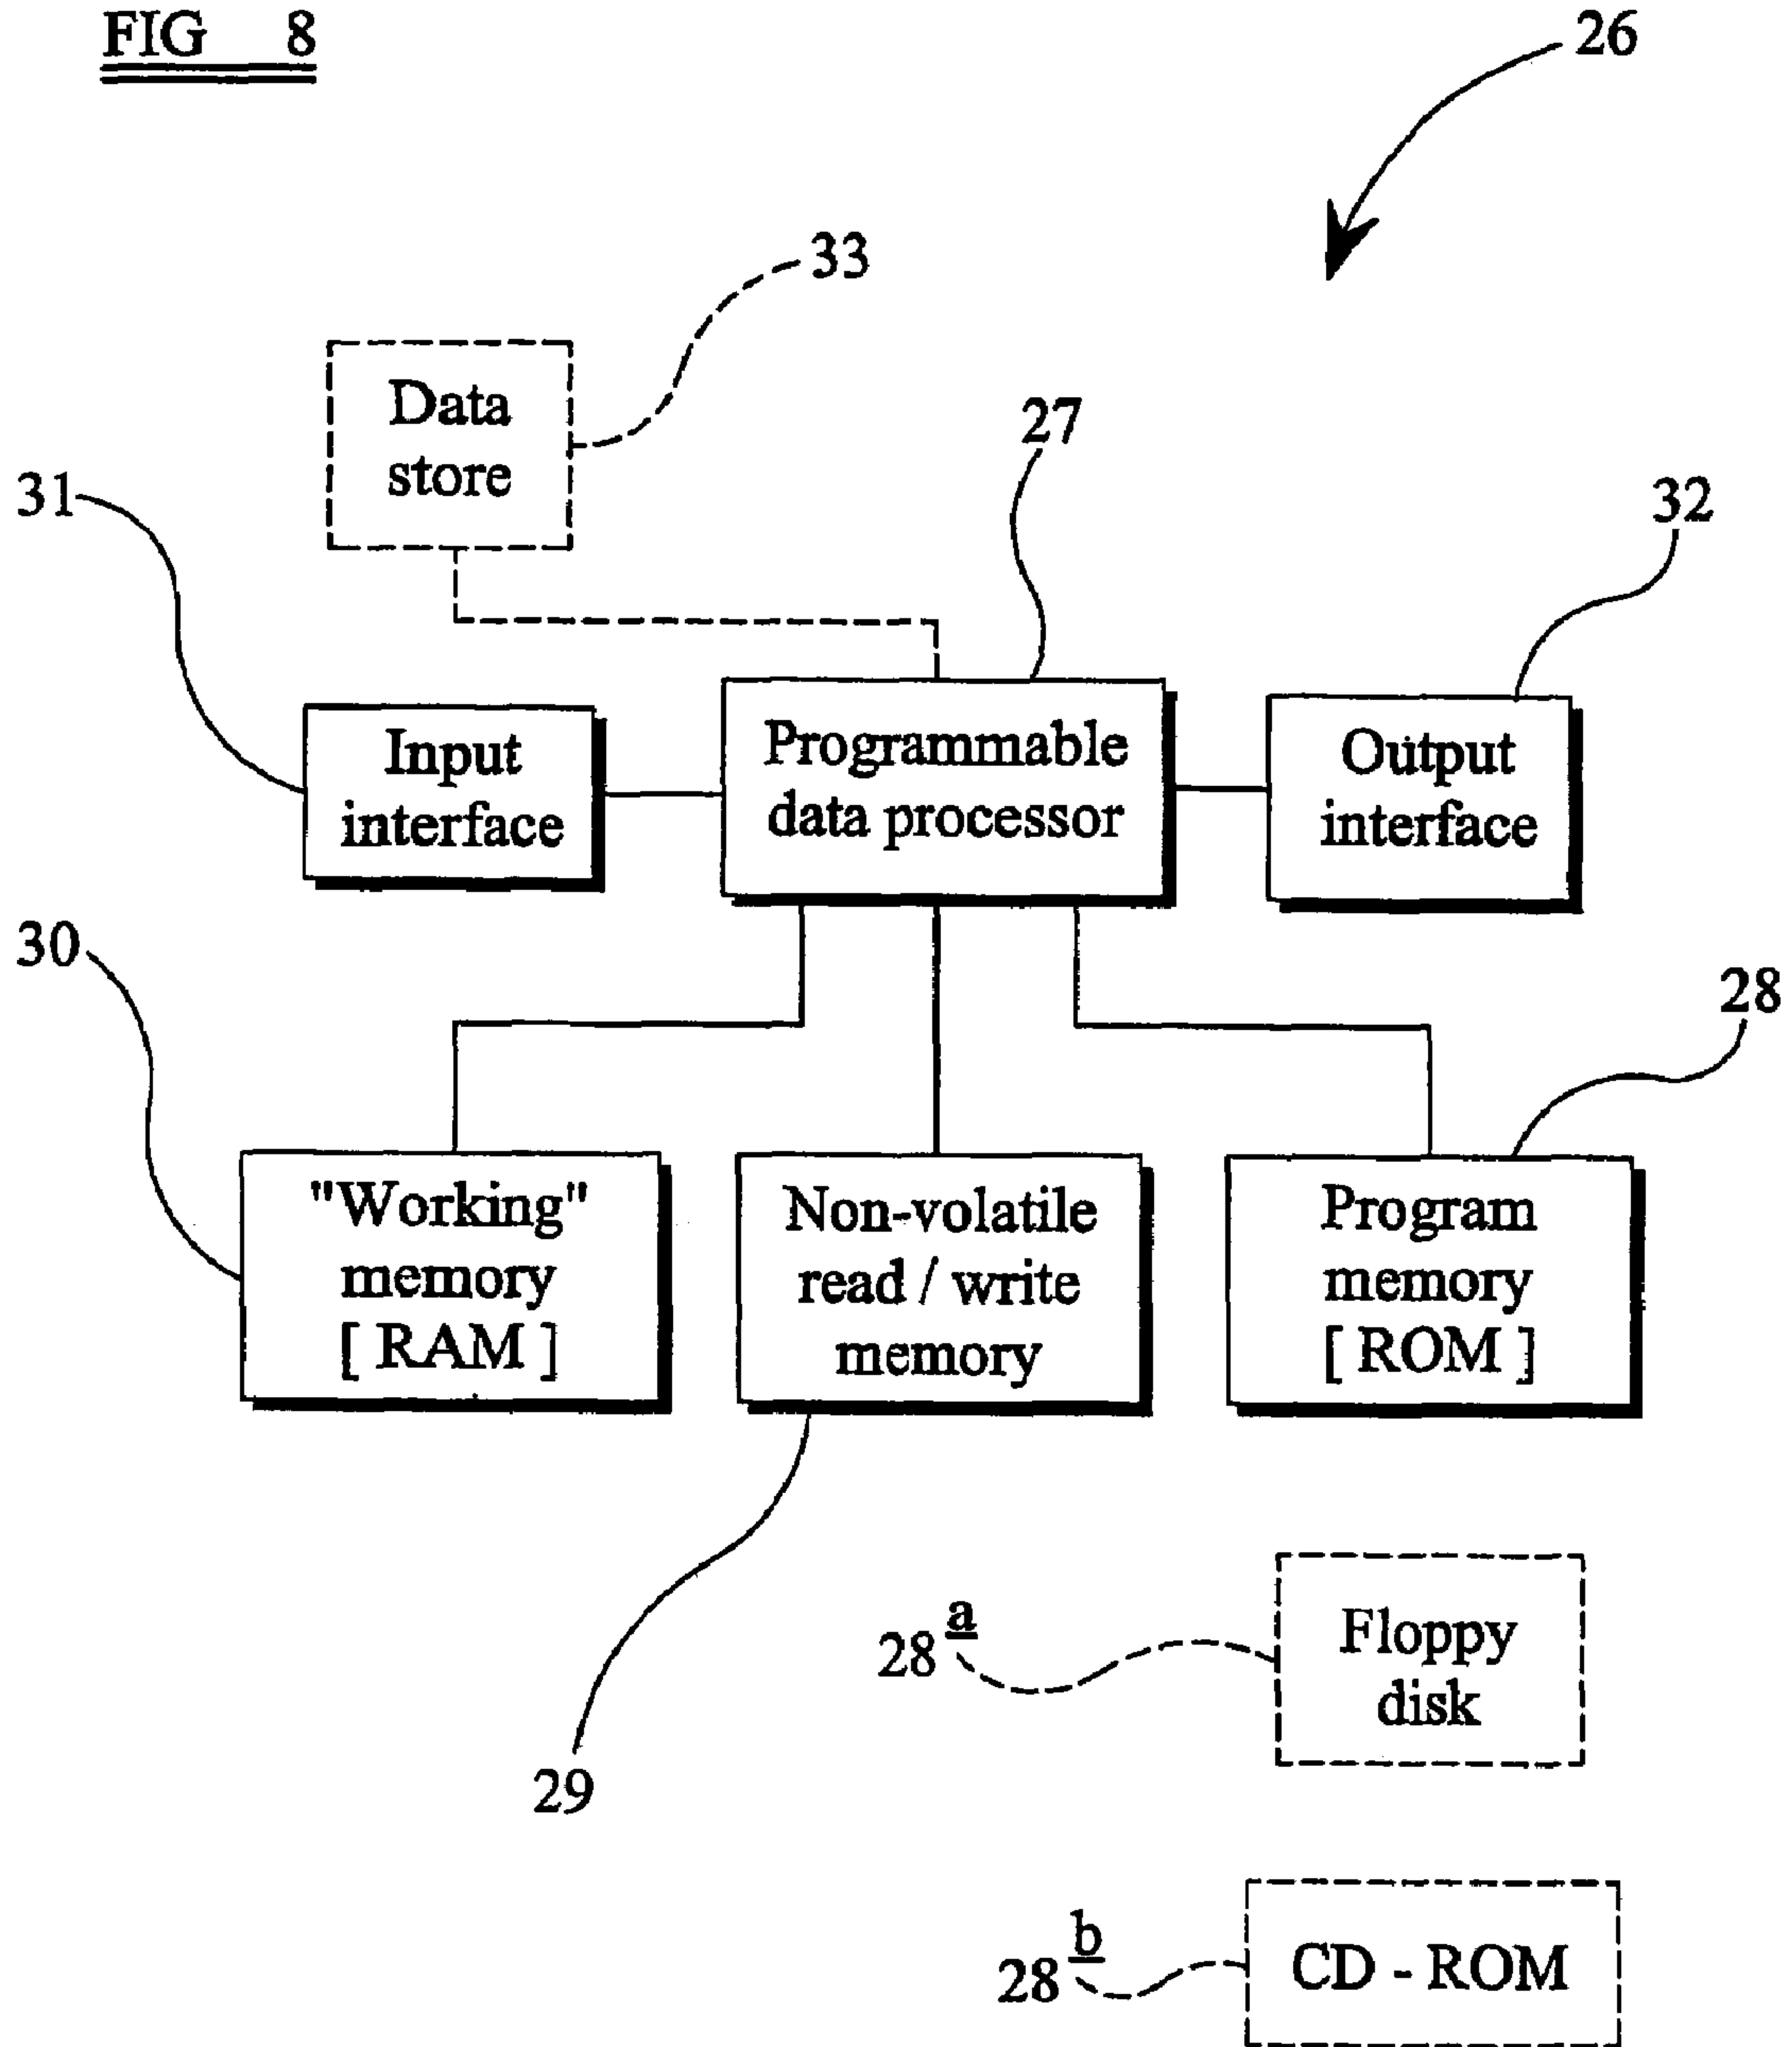 FIG 8
26
33
Data
store
27
31
32
Input
interface
Programmable
data processor
Output
interface
30
28
"Working"
memory
[ RAM ]
Non-volatile
read / write
memory
Program
memory
[ ROM ]
28a
Floppy
disk
29
28b
CD - ROM